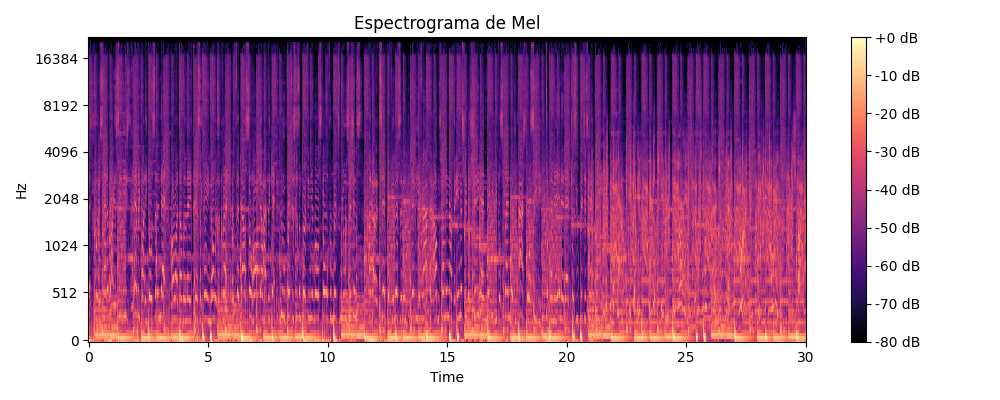 Espectrograma de Mel
Hz
16384
8192
4096
2048
1024
512
0
0 5 10 15 20 25 30
Time
+0 dB
-10 dB
-20 dB
-30 dB
-40 dB
-50 dB
-60 dB
-70 dB
-80 dB